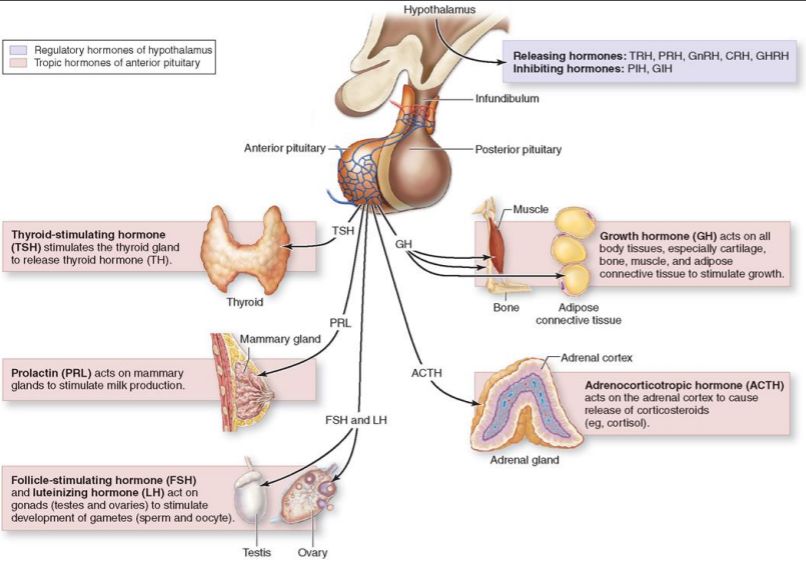 Hypothalamus
Regulatory hormones of hypothalamus
Tropic hormones of anterior pituitary
Releasing hormones: TRH, PRH, GnRH, CRH, GHRH
Inhibiting hormones: PIH, GIH
Infundibulum
Anterior pituitary
Posterior pituitary
Thyroid-stimulating hormone
(TSH) stimulates the thyroid gland
to release thyroid hormone (TH).
Thyroid
TSH
GH
Muscle
Bone
Adipose
connective tissue
Growth hormone (GH) acts on all
body tissues, especially cartilage,
bone, muscle, and adipose
connective tissue to stimulate growth.
PRL
Mammary gland
Prolactin (PRL) acts on mammary
glands to stimulate milk production.
ACTH
Adrenal cortex
Adrenocorticotropic hormone (ACTH)
acts on the adrenal cortex to cause
release of corticosteroids
(eg, cortisol).
Adrenal gland
FSH and LH
Follicle-stimulating hormone (FSH)
and luteinizing hormone (LH) act on
gonads (testes and ovaries) to stimulate
development of gametes (sperm and oocyte).
Testis
Ovary